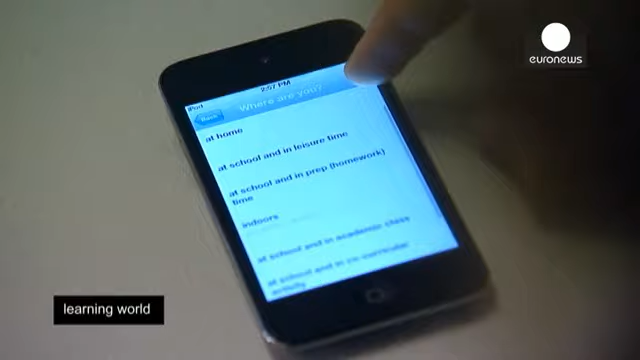 euronews
iPod
2:57 PM
Back
Where are you?
at home
at school and in leisure time
at school and in prep (homework)
time
indoors
at school and in academic class
at school and in co-curricular
activity
learning world